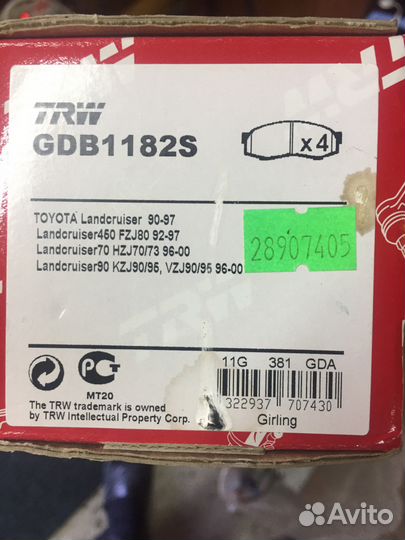 TRW
GDB1182S
x4
TOYOTA Landcruiser 90-97
Landcruiser450 FZJ80 92-97
Landcruiser70 HZJ70/73 96-00
Landcruiser90 KZJ90/95, VZJ90/95 96-00
28907405
MT20
11G 381 GDA
322937 707430
Girling
The TRW trademark is owned
by TRW Intellectual Property Corp.
Avito